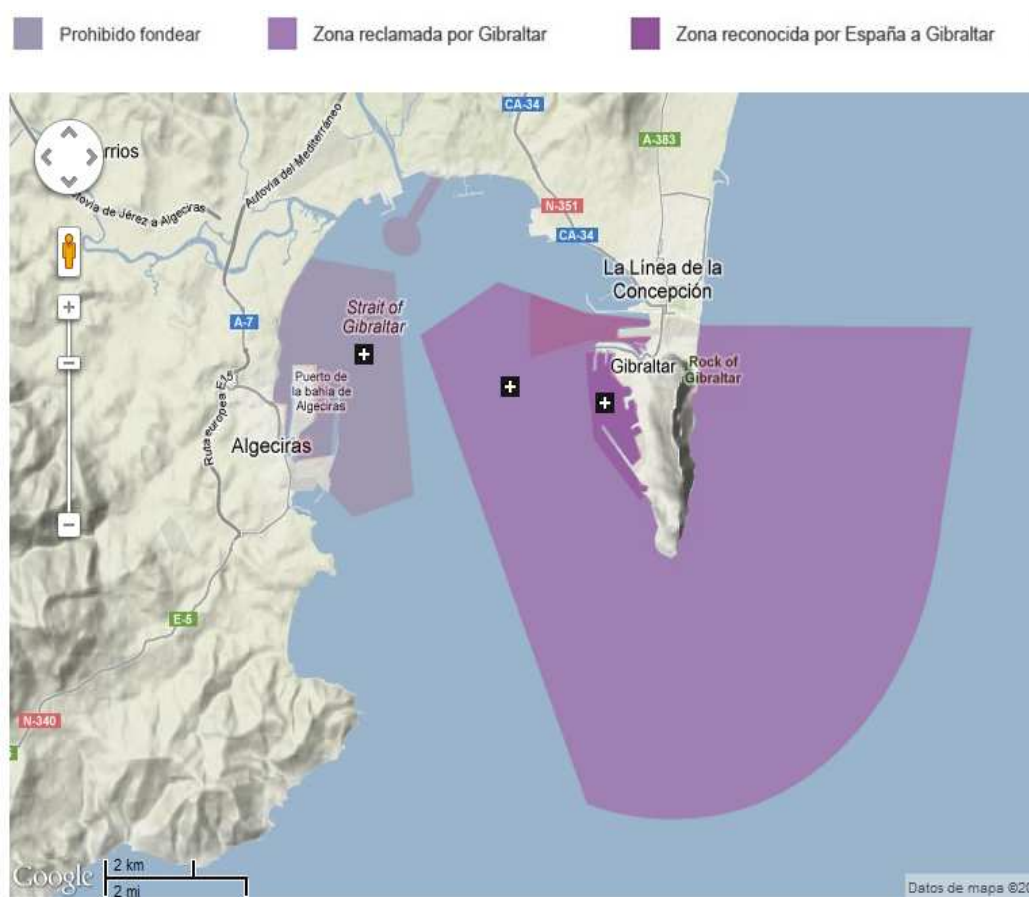 Prohibido fondear
Zona reclamada por Gibraltar
Zona reconocida por España a Gibraltar
CA-34
A-383
rrios
Autovía del Mediterráneo
tovía de Jérez a Algeciras
N-351
CA-34
La Línea de la
Concepción
Strait of
Gibraltar
A-7
Gibraltar
Rock of
Gibraltar
Puerto de
la bahía de
Algeciras
Ruta europea E-5
Algeciras
E-5
N-340
5
Google
2 km
2 mi
Datos de mapa ©20